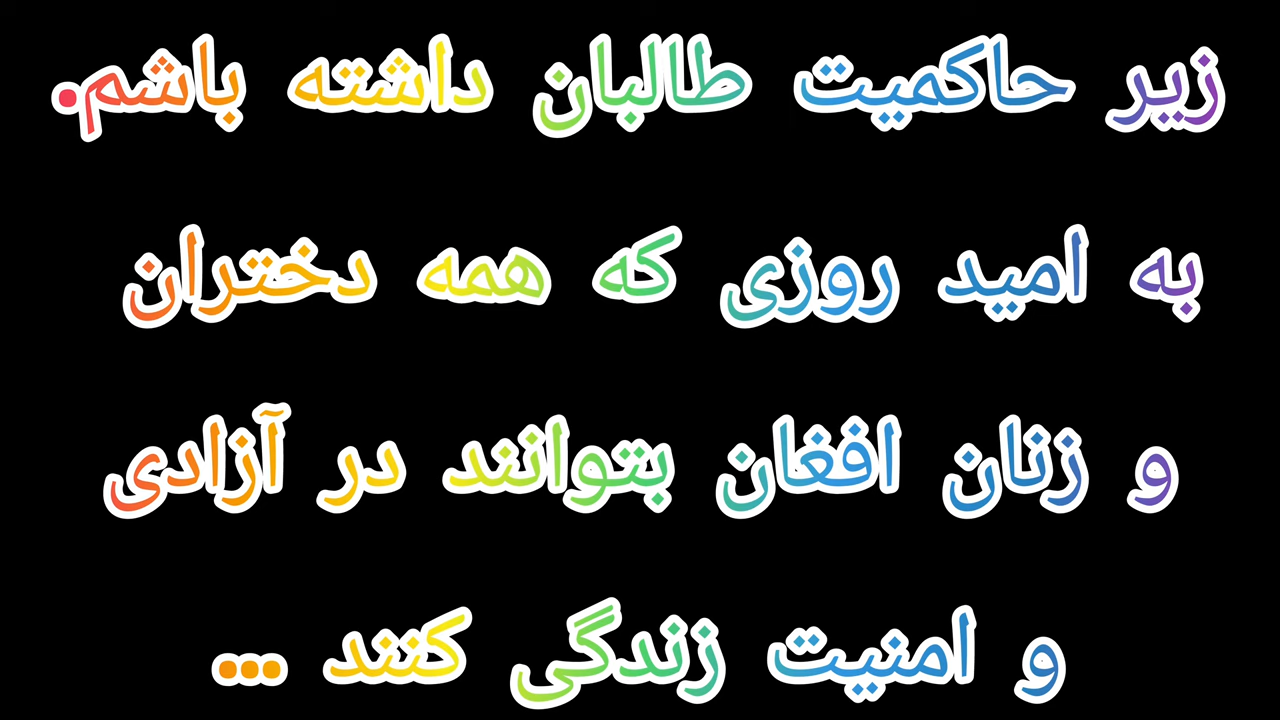 زیر حاکمیت طالبان داشته باشم.
به امید روزی که همه دختران
و زنان افغان بتوانند در آزادی
و امنیت زندگی کنند ...